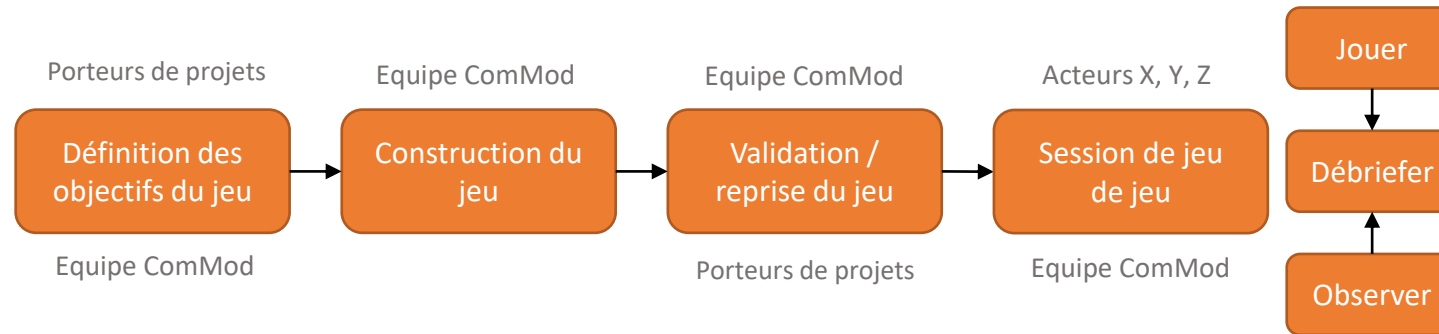 Porteurs de projets
Définition des
objectifs du jeu
Equipe ComMod
Equipe ComMod
Construction du
jeu
Equipe ComMod
Validation /
reprise du jeu
Porteurs de projets
Acteurs X, Y, Z
Session de jeu
de jeu
Equipe ComMod
Jouer
Débriefer
Observer